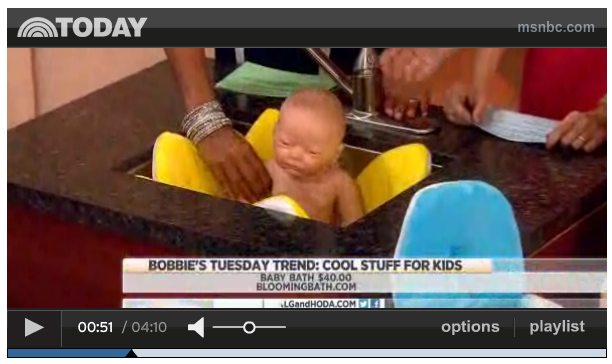 TODAY
msnbc.com
BOBBIE'S TUESDAY TREND: COOL STUFF FOR KIDS
BABY BATH $40.00
BLOOMINGBATH.COM
LGandHODA.COM
00:51 / 04:10
options
playlist